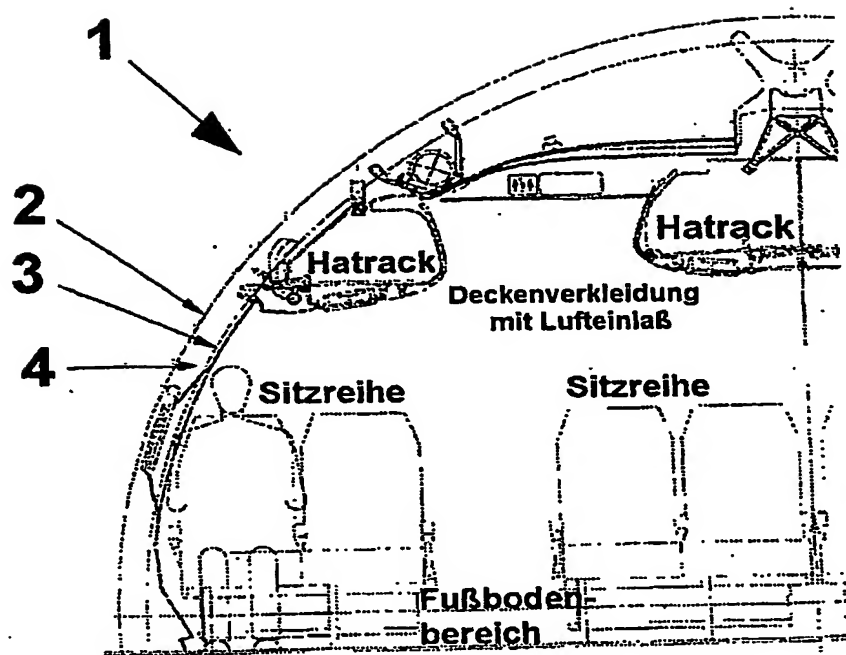 1
2
3
4
Hatrack
Hatrack
Deckenverkleidung
mit Lufteinlaß
Sitzreihe
Sitzreihe
Fußboden-
bereich